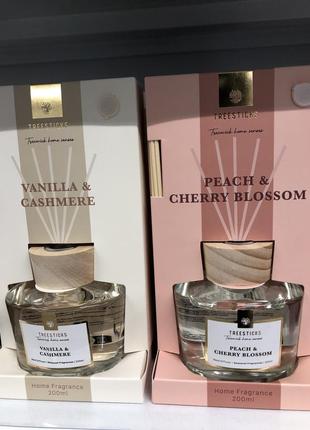 TREESTICKS
VANILLA &
CASHMERE
TREESTICKS
VANILLA &
CASHMERE
Home Fragrance
200ml
TREESTICKS
PEACH &
CHERRY BLOSSOM
TREESTICKS
PEACH &
CHERRY BLOSSOM
Home Fragrance
200ml